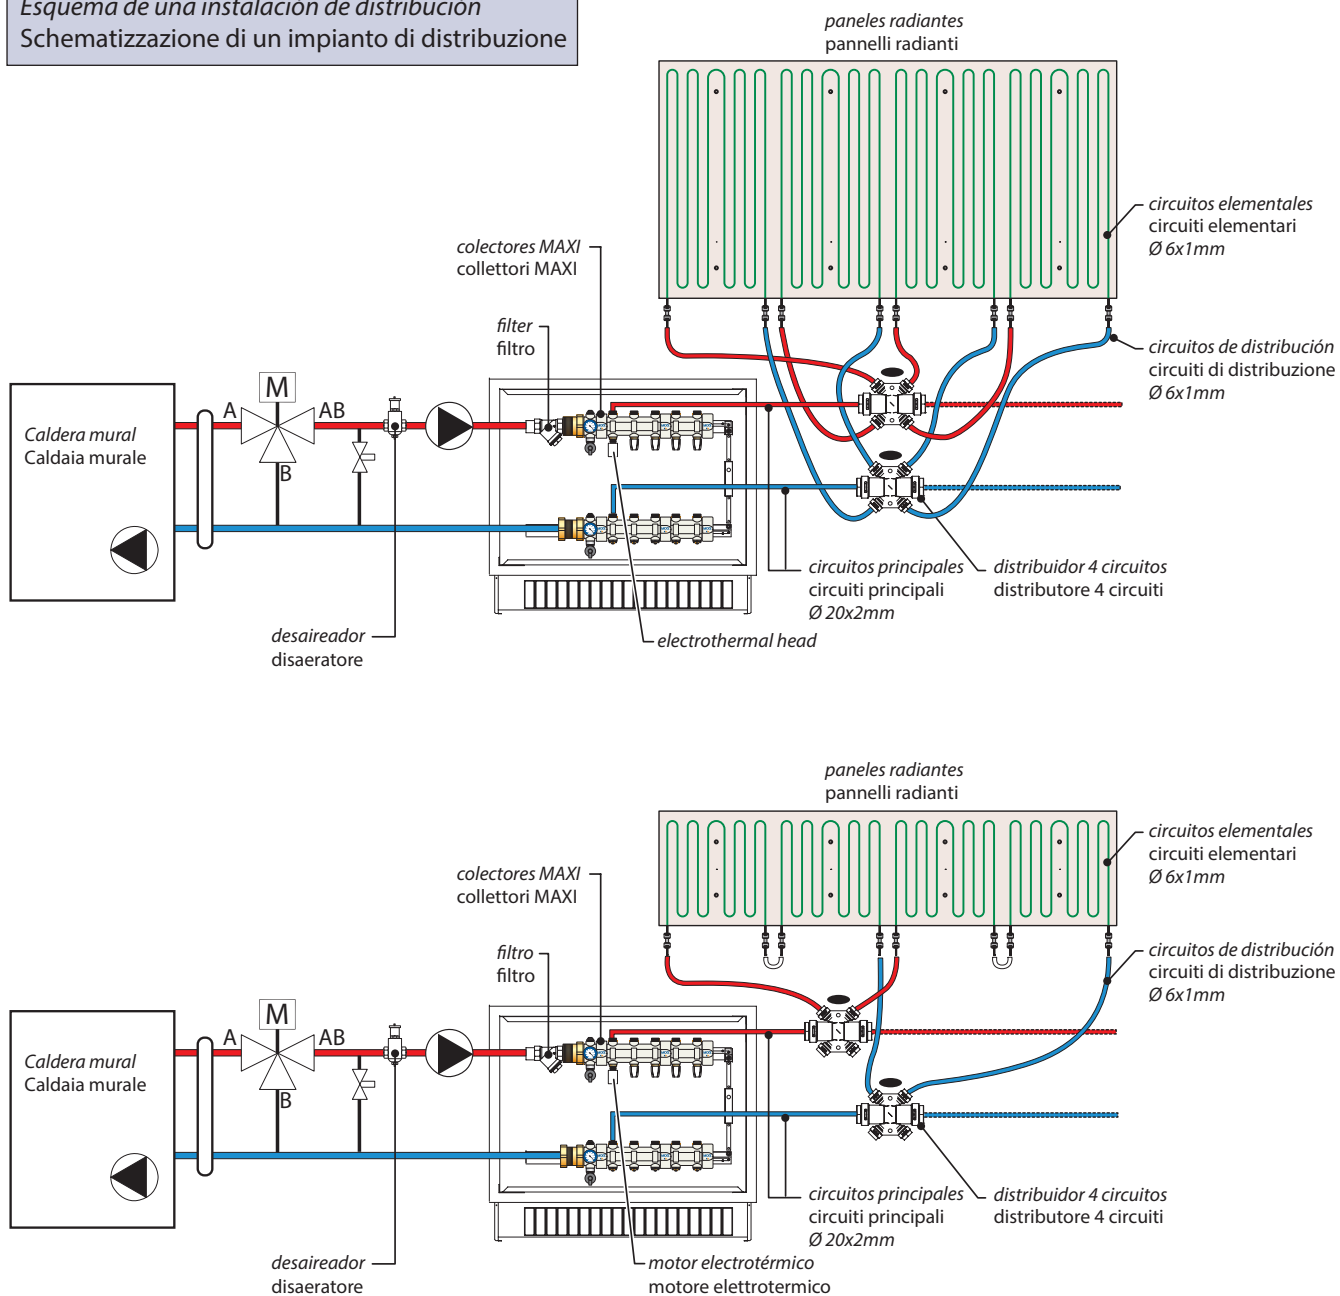 Esquema de una instalación de distribución
Schematizzazione di un impianto di distribuzione
paneles radiantes
pannelli radianti
circuitos elementales
circuiti elementari
Ø 6x1mm
colectores MAXI
collettori MAXI
filter
filtro
circuitos de distribución
circuiti di distribuzione
Ø 6x1mm
M
A
AB
B
Caldera mural
Caldaia murale
circuitos principales
circuiti principali
Ø 20x2mm
distribuidor 4 circuitos
distributore 4 circuiti
desaireador
disaeratore
electrothermal head
paneles radiantes
pannelli radianti
circuitos elementales
circuiti elementari
Ø 6x1mm
colectores MAXI
collettori MAXI
filtro
filtro
circuitos de distribución
circuiti di distribuzione
Ø 6x1mm
M
A
AB
B
Caldera mural
Caldaia murale
circuitos principales
circuiti principali
Ø 20x2mm
distribuidor 4 circuitos
distributore 4 circuiti
desaireador
disaeratore
motor electrotérmico
motore elettrotermico